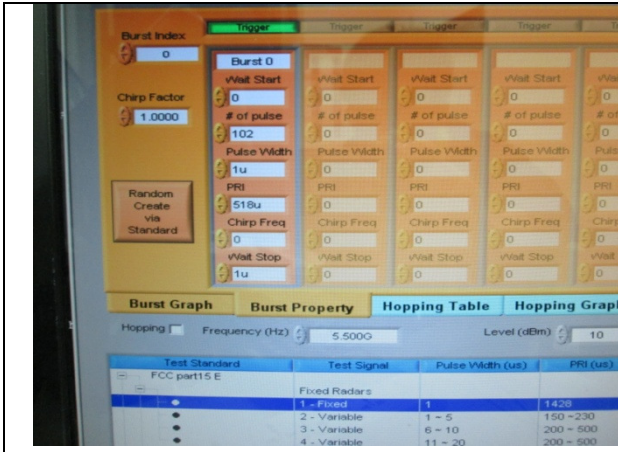 Trigger Trigger Trigger Trigger
Burst Index
0
Burst 0
Wait Start Wait Start Wait Start Wait Start
0 0 0 0
Chirp Factor
# of pulse # of pulse # of pulse # of pulse
1.0000
102 0 0 0
Pulse Width Pulse Width Pulse Width Pulse Width
1u 0 0 0
PRI PRI PRI PRI PRI
518u 0 0 0 0
Random
Create
via
Standard
Chirp Freq Chirp Freq Chirp Freq Chirp Freq
0 0 0 0 0
Wait Stop Wait Stop Wait Stop Wait Stop
1u 0 0 0 0
Burst Graph Burst Property Hopping Table Hopping Graph
Hopping Frequency (Hz) 5.500G Level (dBm) 10
Test Standard Test Signal Pulse Width (us) PRI (us)
FCC part15 E
Fixed Radars
1 - Fixed 1 1428
2 - Variable 1 ~ 5 150 ~230
3 - Variable 6 ~ 10 200 ~ 500
4 - Variable 11 ~ 20 200 ~ 500